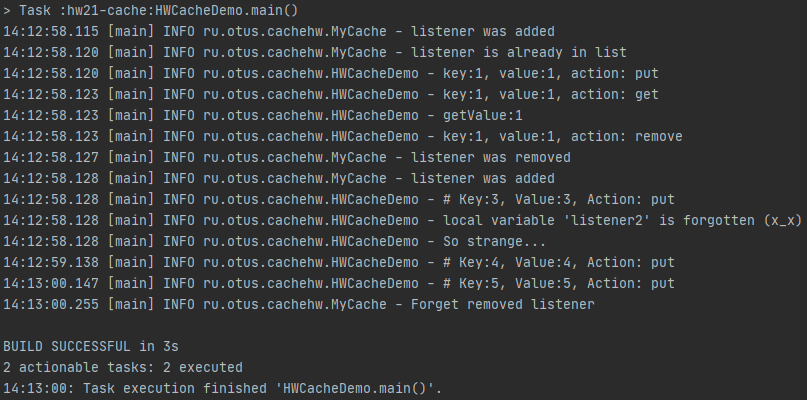 > Task :hw21-cache:HWCacheDemo.main()
14:12:58.115 [main] INFO ru.otus.cachehw.MyCache - listener was added
14:12:58.120 [main] INFO ru.otus.cachehw.MyCache - listener is already in list
14:12:58.120 [main] INFO ru.otus.cachehw.HWCacheDemo - key:1, value:1, action: put
14:12:58.123 [main] INFO ru.otus.cachehw.HWCacheDemo - key:1, value:1, action: get
14:12:58.123 [main] INFO ru.otus.cachehw.HWCacheDemo - getValue:1
14:12:58.123 [main] INFO ru.otus.cachehw.HWCacheDemo - key:1, value:1, action: remove
14:12:58.127 [main] INFO ru.otus.cachehw.MyCache - listener was removed
14:12:58.128 [main] INFO ru.otus.cachehw.MyCache - listener was added
14:12:58.128 [main] INFO ru.otus.cachehw.HWCacheDemo - # Key:3, Value:3, Action: put
14:12:58.128 [main] INFO ru.otus.cachehw.HWCacheDemo - local variable 'listener2' is forgotten (x_x)
14:12:58.128 [main] INFO ru.otus.cachehw.HWCacheDemo - So strange...
14:12:59.138 [main] INFO ru.otus.cachehw.HWCacheDemo - # Key:4, Value:4, Action: put
14:13:00.147 [main] INFO ru.otus.cachehw.HWCacheDemo - # Key:5, Value:5, Action: put
14:13:00.255 [main] INFO ru.otus.cachehw.MyCache - Forget removed listener
BUILD SUCCESSFUL in 3s
2 actionable tasks: 2 executed
14:13:00: Task execution finished 'HWCacheDemo.main()'.